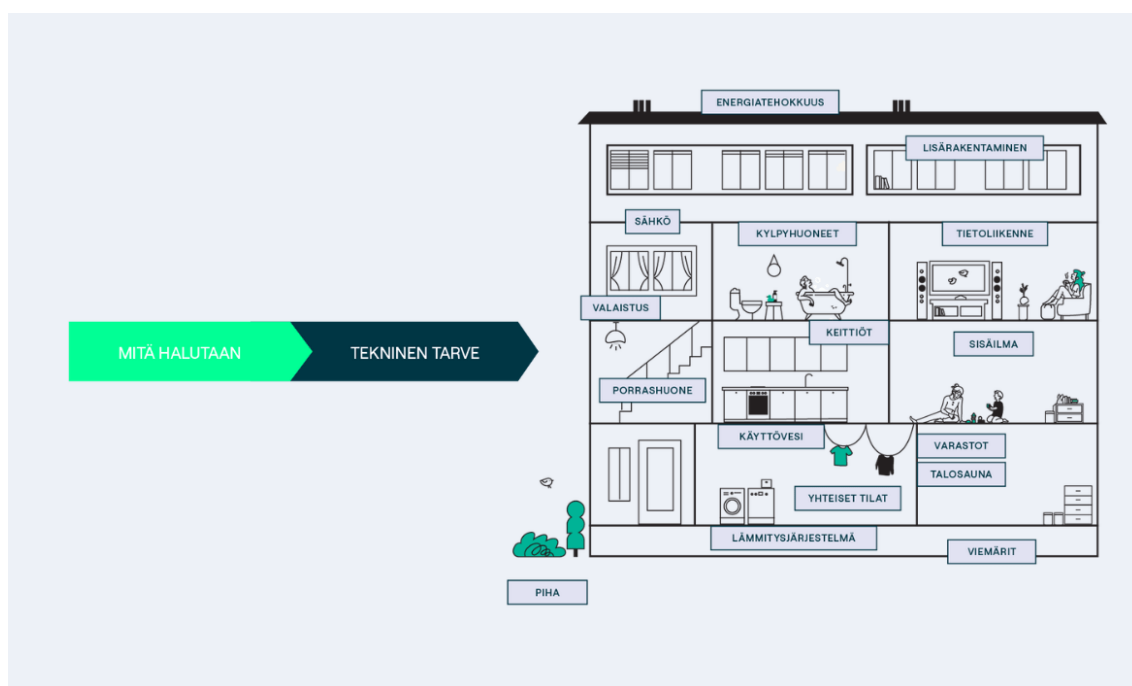 ENERGIATEHOKKUUS
LISÄRAKENTAMINEN
SÄHKÖ
KYLPYHUONEET
TIETOLIIKENNE
VALAISTUS
KEITTIÖT
SISÄILMA
MITÄ HALUTAAN
TEKNINEN TARVE
PORRASHUONE
KÄYTTÖVESI
VARASTOT
TALOSAUNA
YHTEISET TILAT
LÄMMITYSJÄRJESTELMÄ
VIEMÄRIT
PIHA